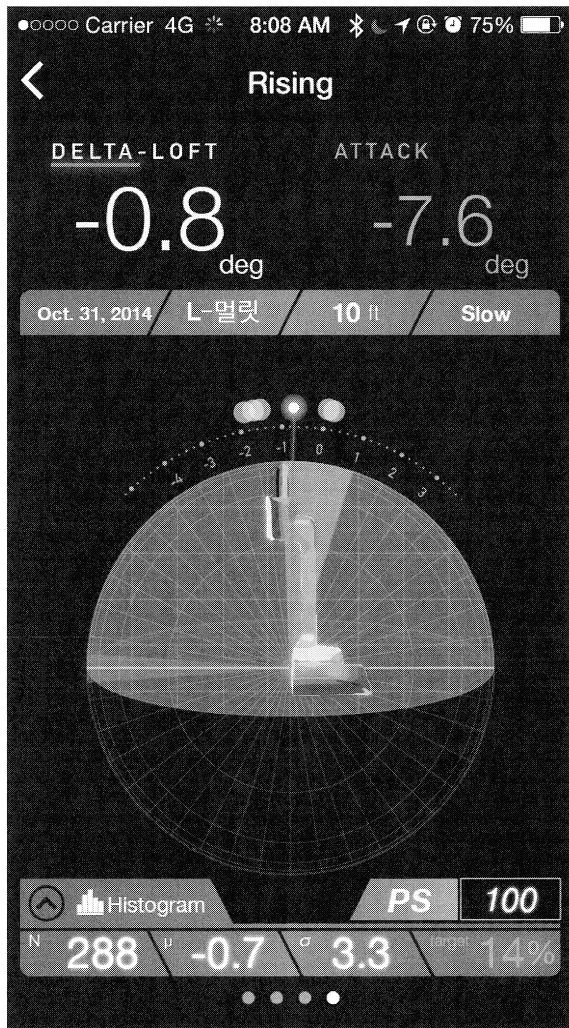 Carrier 4G 8:08 AM 75%
Rising
DELTA-LOFT ATTACK
-0.8 deg -7.6 deg
Oct. 31, 2014 L-멀릿 10 ft Slow
-4 -3 -2 -1 0 1 2 3
Histogram PS 100
N 288 μ -0.7 σ 3.3 target 14%